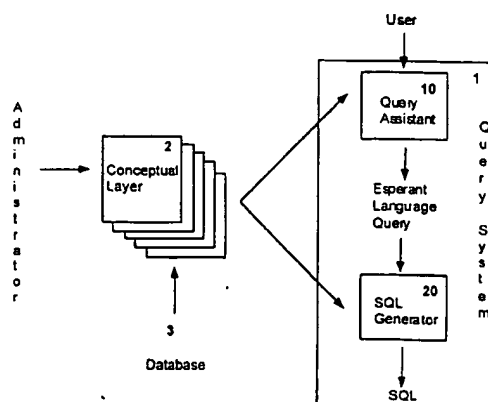 User
1
10
Query
Assistant
Administrator
2
Conceptual
Layer
Query System
Esperant
Language
Query
20
SQL
Generator
3
Database
SQL